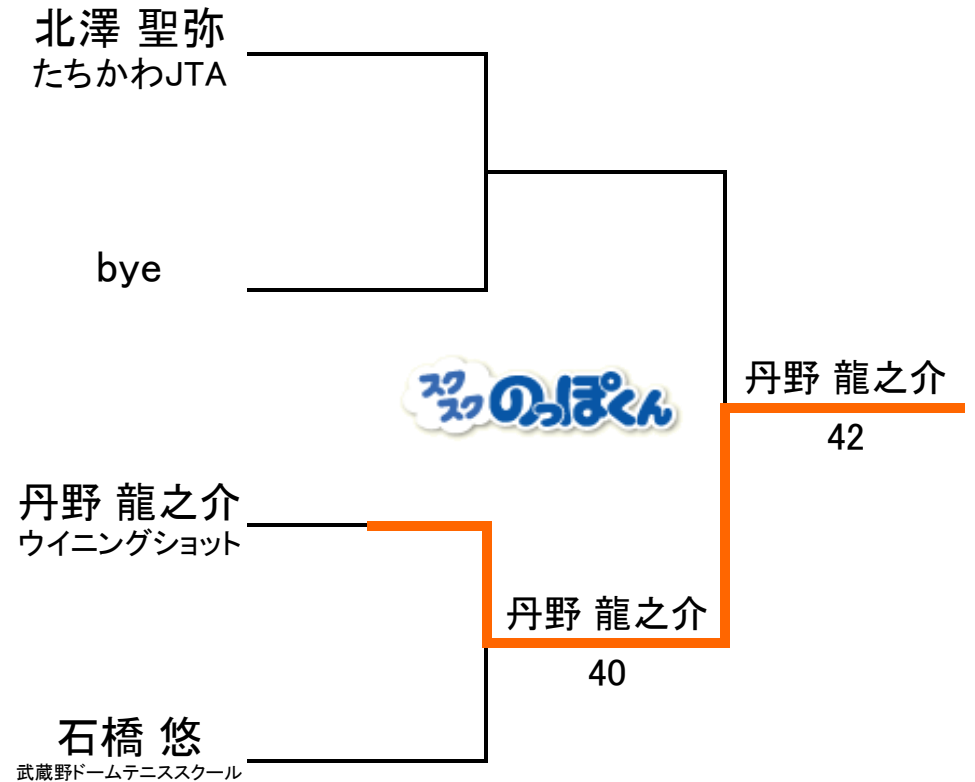 北澤 聖弥
たちかわJTA
bye
スクスク のっぽくん
丹野 龍之介
42
丹野 龍之介
ウイニングショット
丹野 龍之介
40
石橋 悠
武蔵野ドームテニススクール